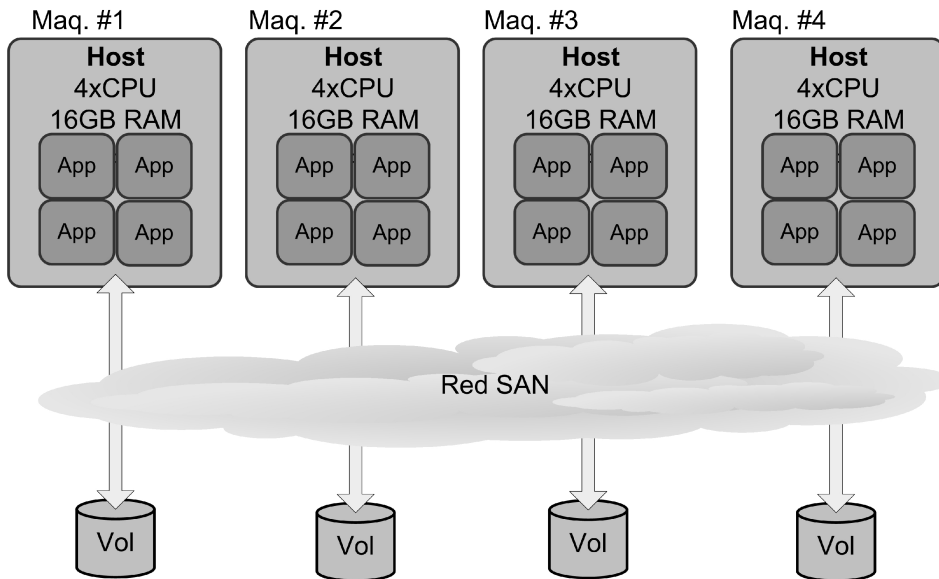 Maq. #1
Maq. #2
Maq. #3
Maq. #4
Host
4xCPU
16GB RAM
App App
App App
Host
4xCPU
16GB RAM
App App
App App
Host
4xCPU
16GB RAM
App App
App App
Host
4xCPU
16GB RAM
App App
App App
Red SAN
Vol
Vol
Vol
Vol